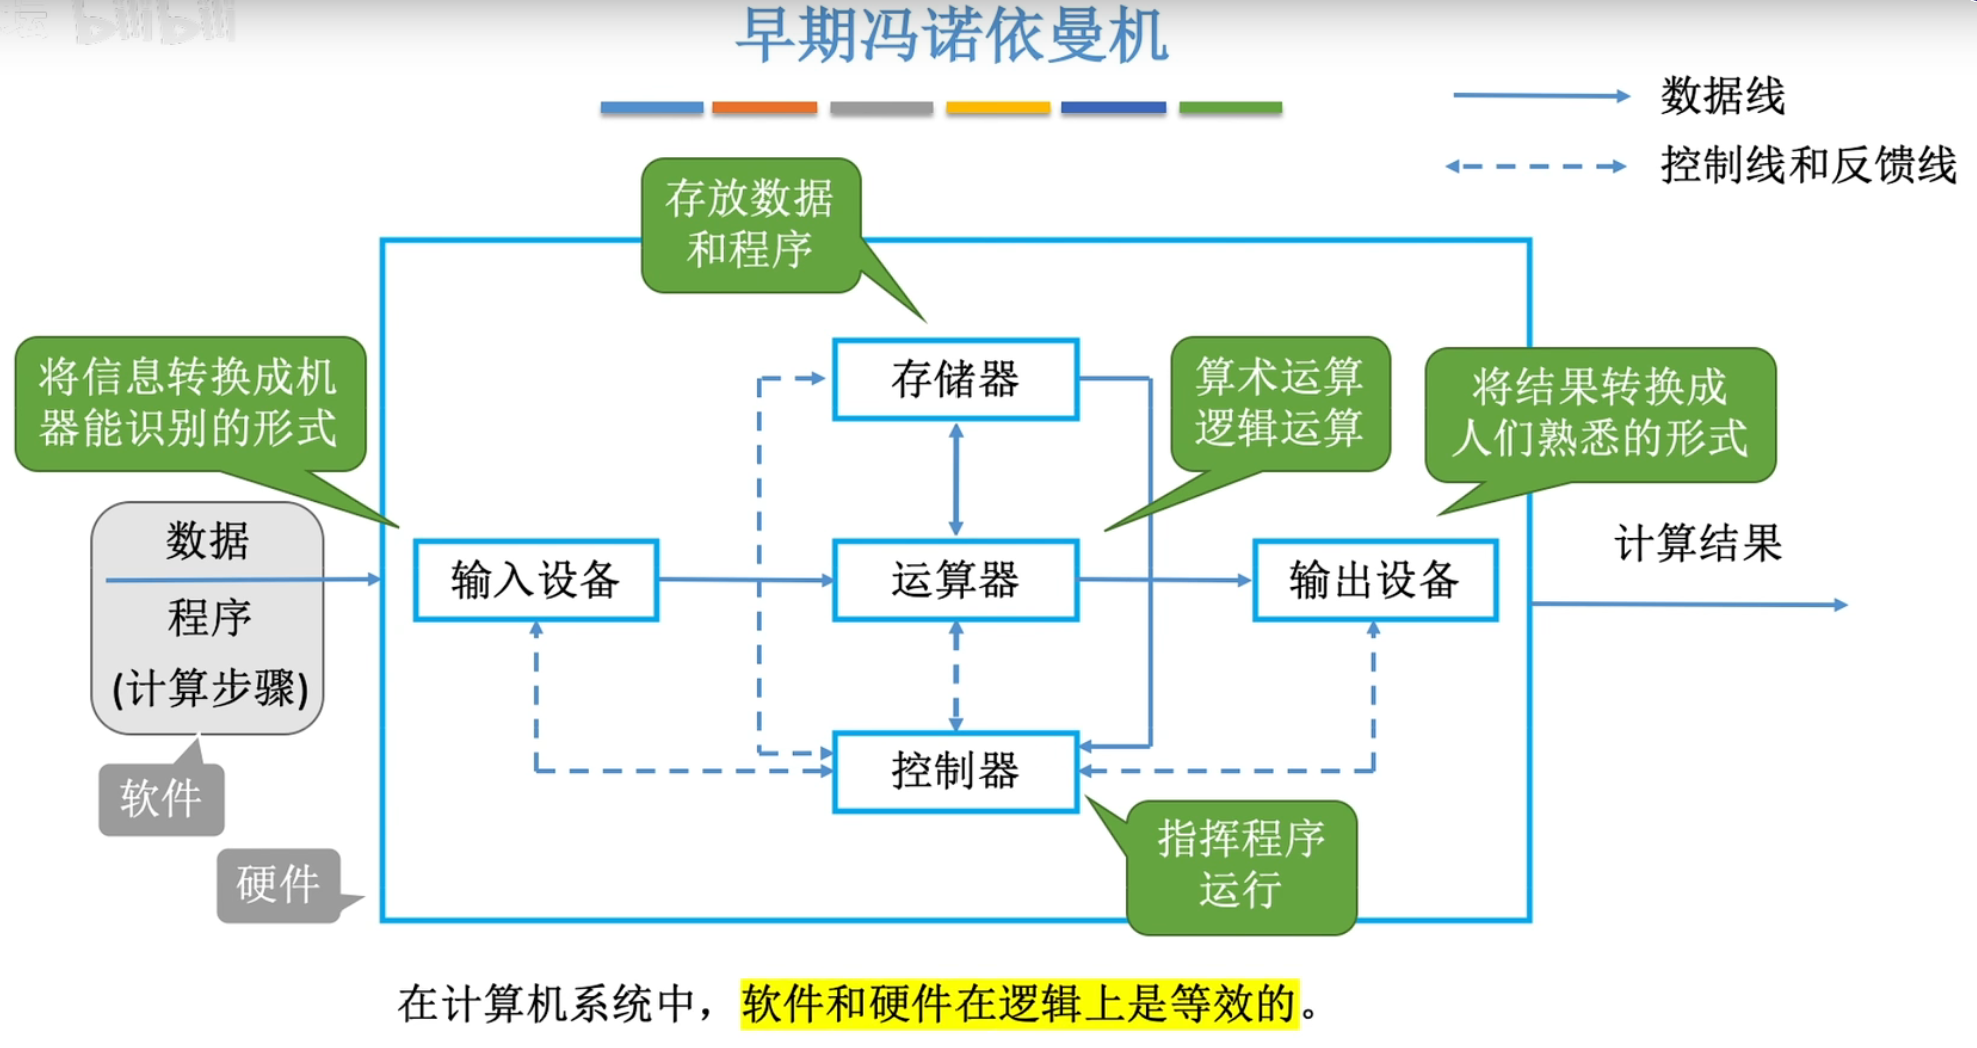 bilibili
早期冯诺依曼机
数据线
控制线和反馈线
存放数据
和程序
将信息转换成机
器能识别的形式
存储器
算术运算
逻辑运算
将结果转换成
人们熟悉的形式
数据
程序
(计算步骤)
输入设备
运算器
输出设备
计算结果
软件
硬件
控制器
指挥程序
运行
在计算机系统中，软件和硬件在逻辑上是等效的。